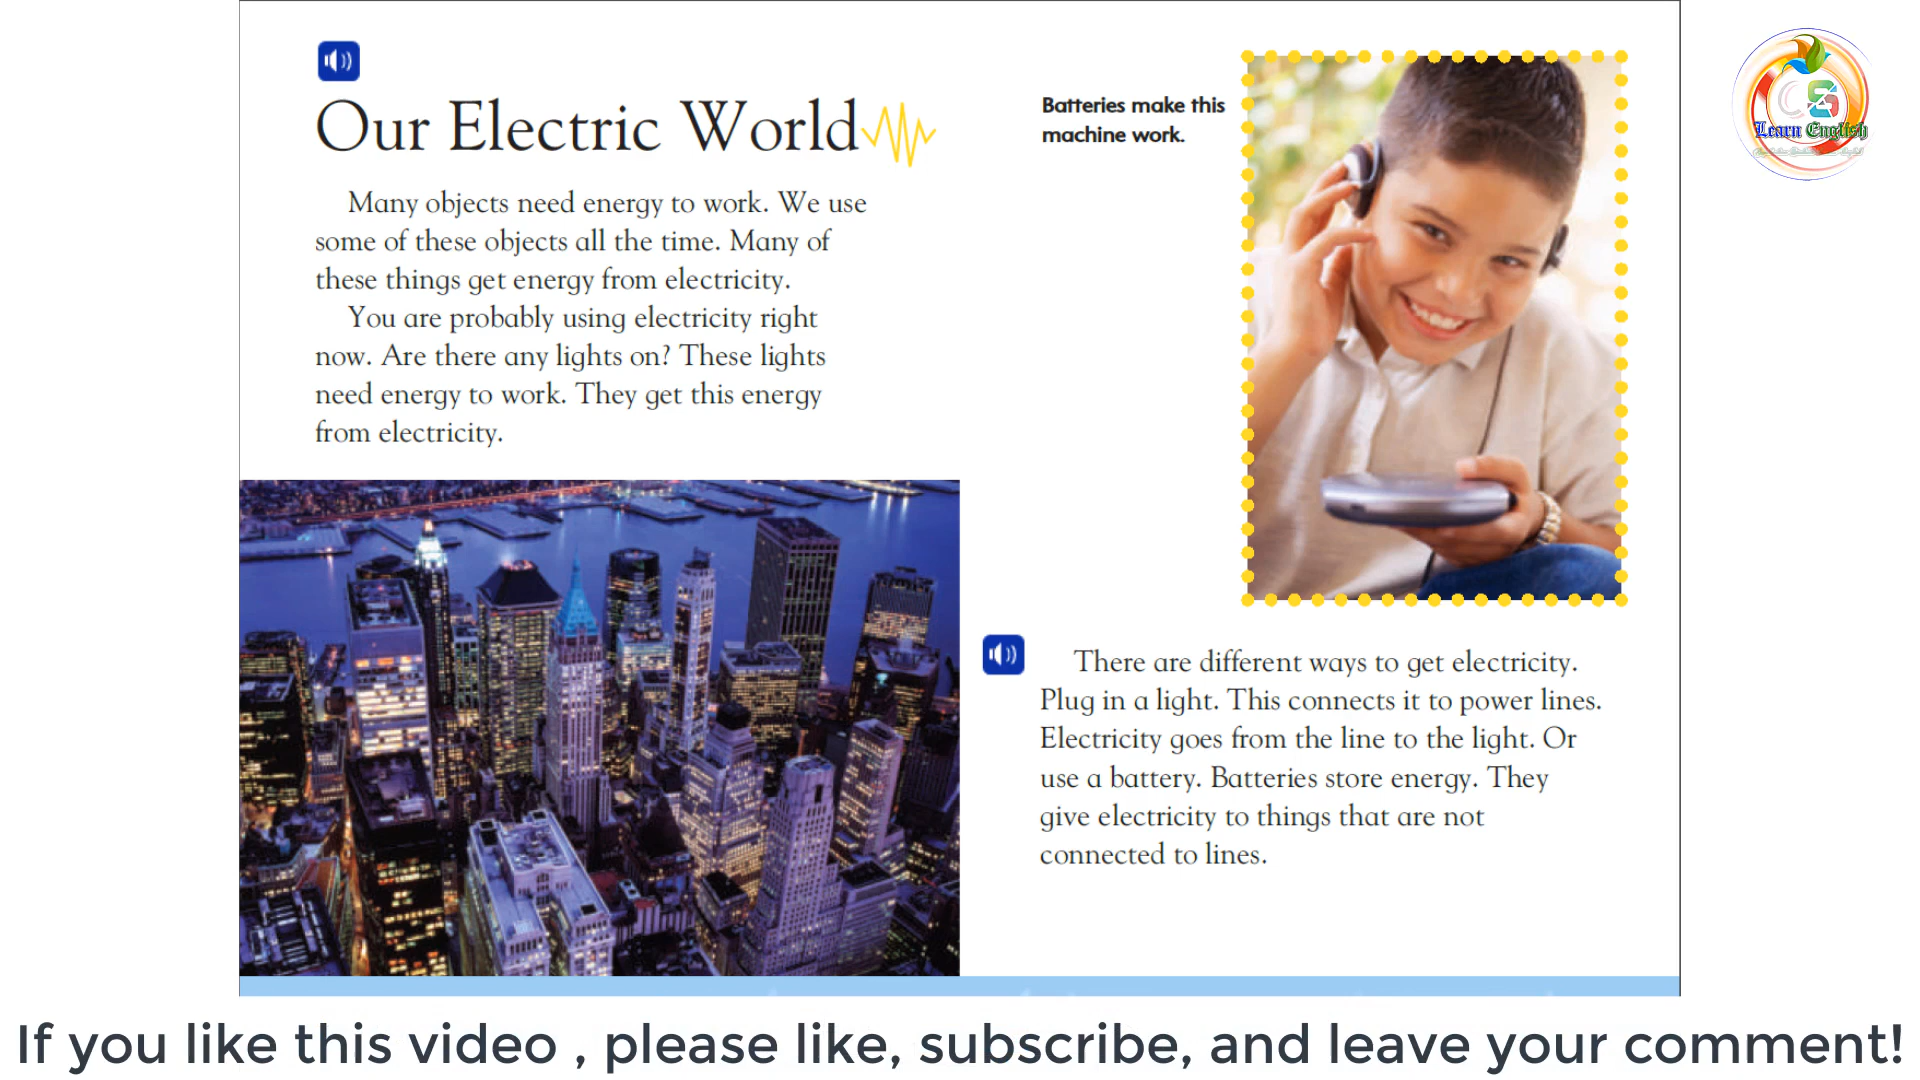 Our Electric World
Many objects need energy to work. We use
some of these objects all the time. Many of
these things get energy from electricity.
You are probably using electricity right
now. Are there any lights on? These lights
need energy to work. They get this energy
from electricity.
Batteries make this
machine work.
There are different ways to get electricity.
Plug in a light. This connects it to power lines.
Electricity goes from the line to the light. Or
use a battery. Batteries store energy. They
give electricity to things that are not
connected to lines.
CS
Learn English
If you like this video , please like, subscribe, and leave your comment!